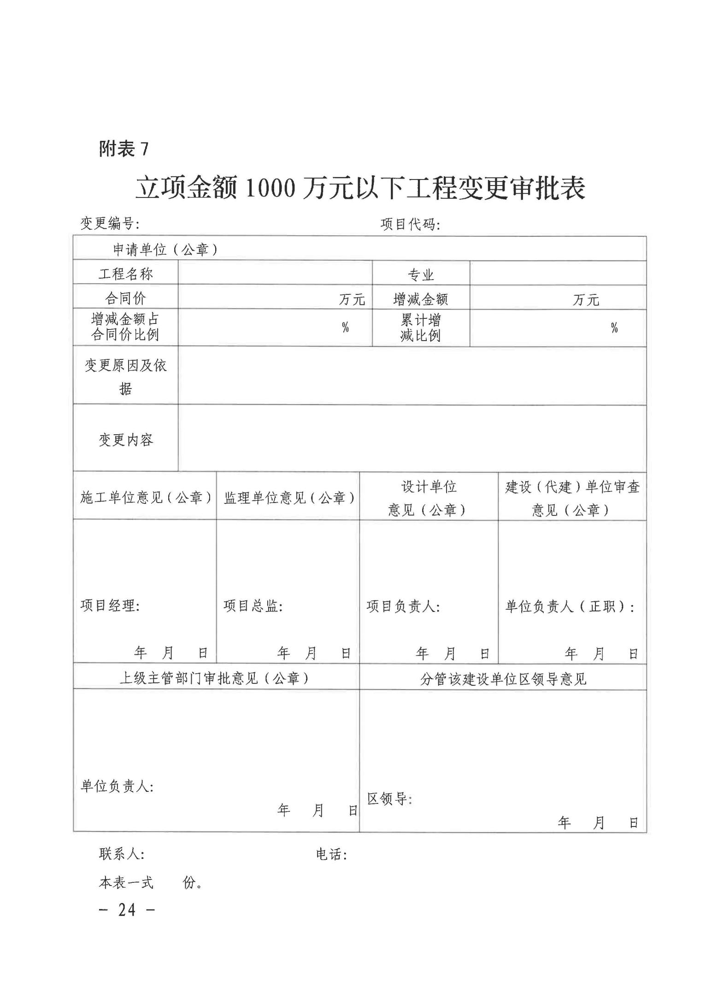 附表 7
立项金额 1000 万元以下工程变更审批表
变更编号: 项目代码:
申请单位（公章）
工程名称 专业
合同价 万元 增减金额 万元
增减金额占
合同价比例 % 累计增
减比例 %
变更原因及依
据
变更内容
施工单位意见（公章） 监理单位意见（公章） 设计单位
意见（公章） 建设（代建）单位审查
意见（公章）
项目经理: 项目总监: 项目负责人: 单位负责人（正职）:
年 月 日 年 月 日 年 月 日 年 月 日
上级主管部门审批意见（公章） 分管该建设单位区领导意见
单位负责人:
年 月 日
区领导:
年 月 日
联系人: 电话:
本表一式 份。
- 24 -